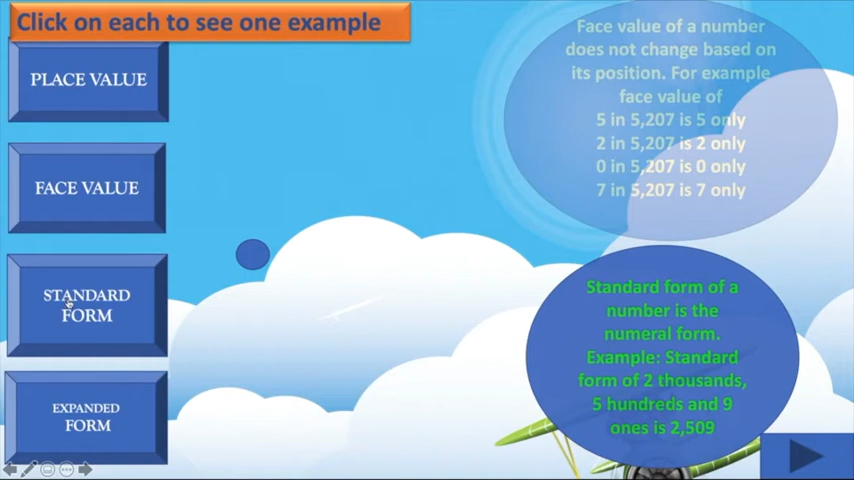 Click on each to see one example
PLACE VALUE
FACE VALUE
STANDARD
FORM
EXPANDED
FORM
Face value of a number
does not change based on
its position. For example
face value of
5 in 5,207 is 5 only
2 in 5,207 is 2 only
0 in 5,207 is 0 only
7 in 5,207 is 7 only
Standard form of a
number is the
numeral form.
Example: Standard
form of 2 thousands,
5 hundreds and 9
ones is 2,509